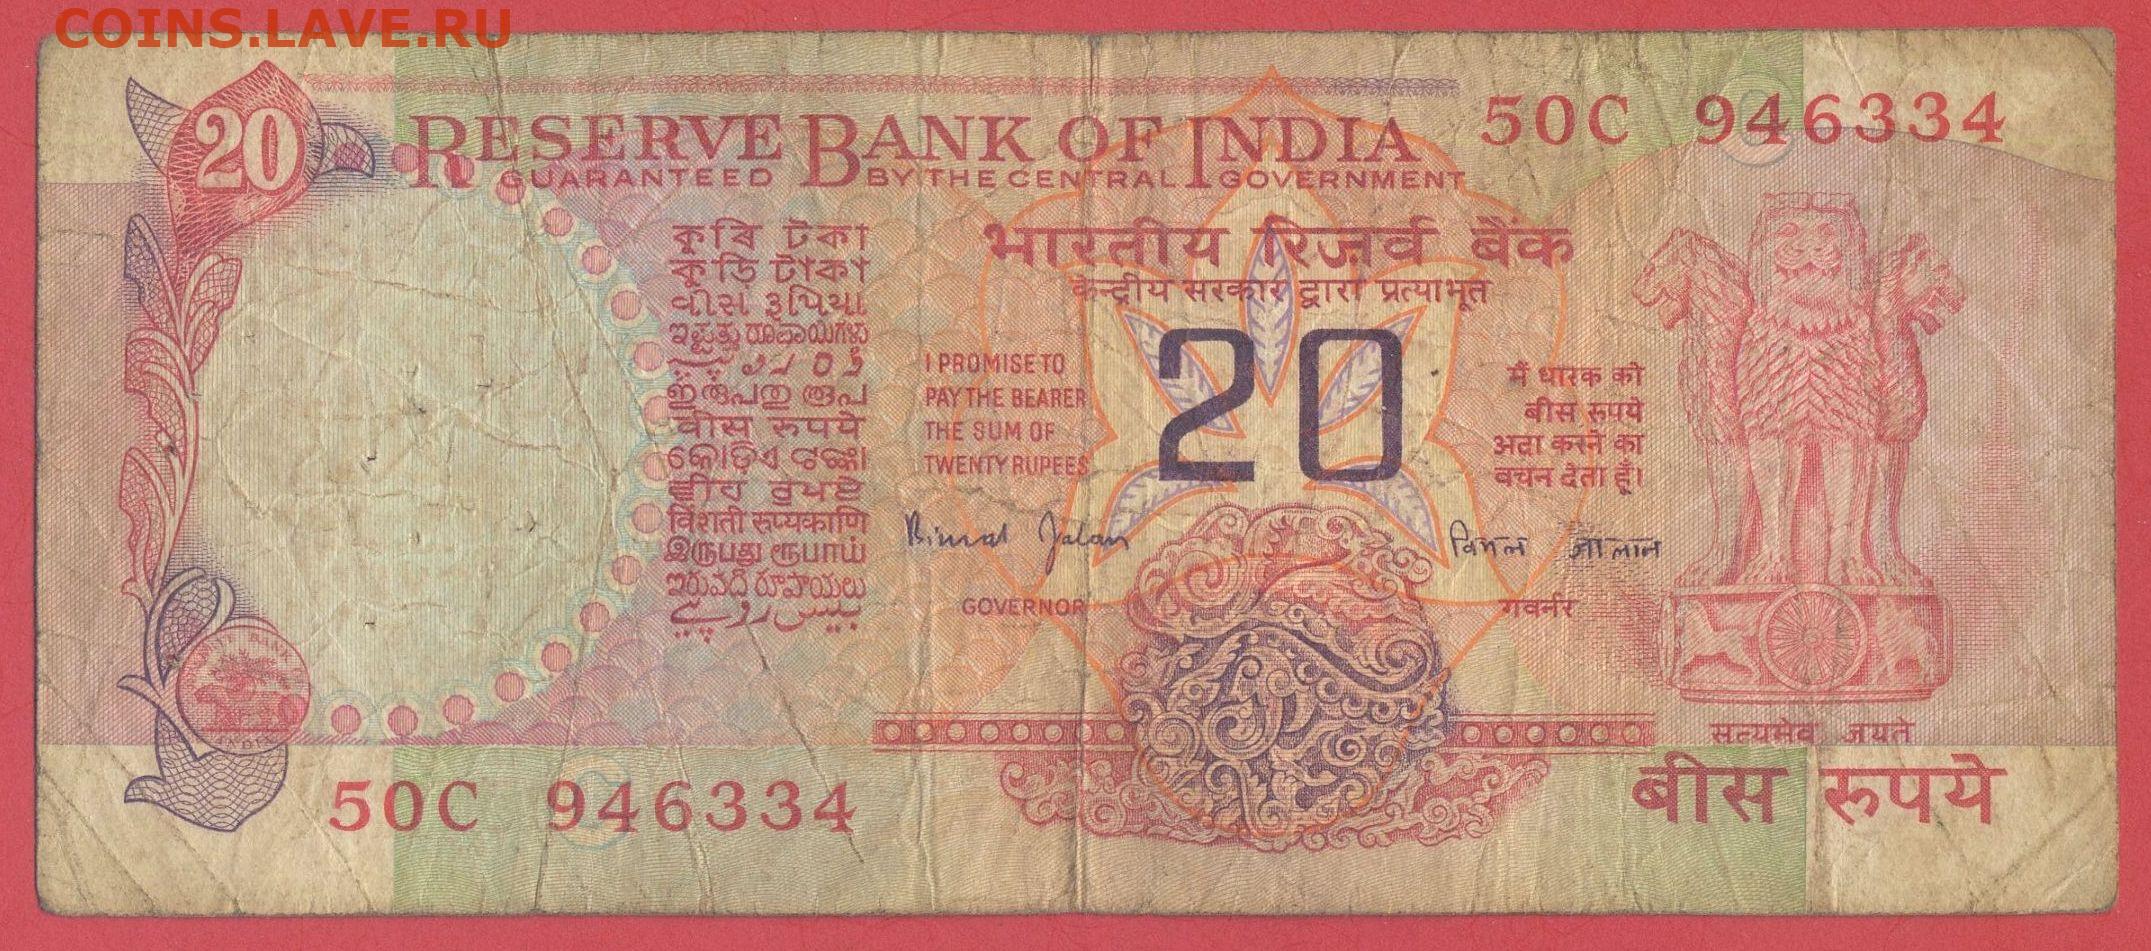 COINS.LAVE.RU
20
RESERVE BANK OF INDIA
GUARANTEED BY THE CENTRAL GOVERNMENT
50C 946334
भारतीय रिज़र्व बैंक
केन्द्रीय सरकार द्वारा प्रत्याभूत
কুৰি টকা
কুড়ি টাকা
વીસ રૂપિયા
ಇಪ್ಪತ್ತು ರೂಪಾಯಿಗಳು
ഇരുപതു രൂപ
वीस रुपये
କୋଡ଼ିଏ ଟଙ୍କା
ਵੀਹ ਰੁਪਏ
विंशती रुप्यकाणि
இருபது ரூபாய்
ఇరువది రూపాయలు
بیس روپیے
I PROMISE TO
PAY THE BEARER
THE SUM OF
TWENTY RUPEES
20
मैं धारक को
बीस रुपये
अदा करने का
वचन देता हूँ।
Bimal Jalan
विमल जालान
GOVERNOR
गवर्नर
सत्यमेव जयते
50C 946334
बीस रुपये